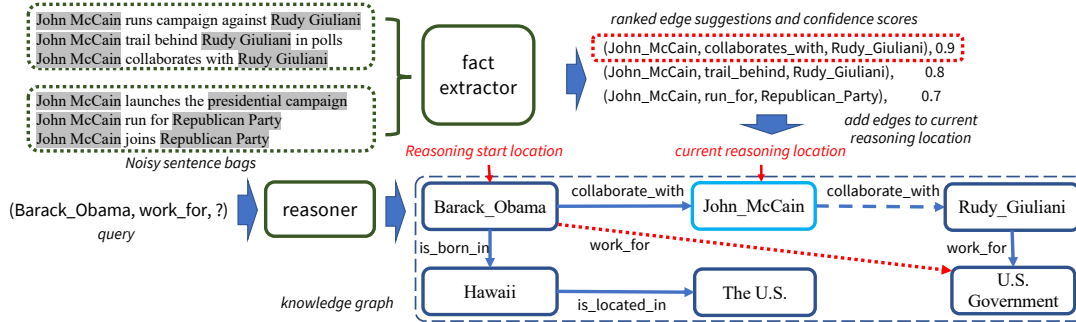 John McCain runs campaign against Rudy Giuliani
John McCain trail behind Rudy Giuliani in polls
John McCain collaborates with Rudy Giuliani
John McCain launches the presidential campaign
John McCain run for Republican Party
John McCain joins Republican Party
Noisy sentence bags
fact
extractor
ranked edge suggestions and confidence scores
(John_McCain, collaborates_with, Rudy_Giuliani), 0.9
(John_McCain, trail_behind, Rudy_Giuliani), 0.8
(John_McCain, run_for, Republican_Party), 0.7
add edges to current
reasoning location
Reasoning start location
current reasoning location
(Barack_Obama, work_for, ?)
query
reasoner
Barack_Obama
collaborate_with
John_McCain
collaborate_with
Rudy_Giuliani
is_born_in
work_for
work_for
Hawaii
is_located_in
The U.S.
U.S.
Government
knowledge graph